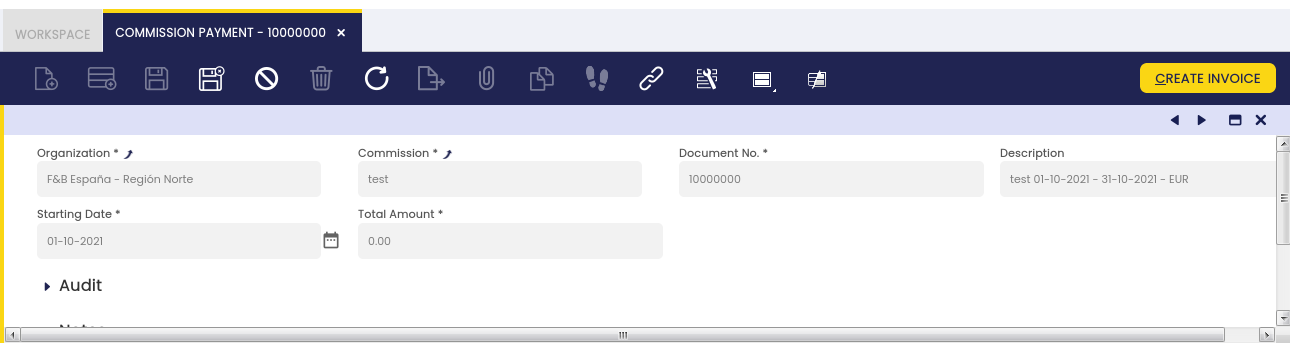 WORKSPACE
COMMISSION PAYMENT - 10000000
CREATE INVOICE
Organization * Commission * Document No. * Description
F&B España - Región Norte test 10000000 test 01-10-2021 - 31-10-2021 - EUR
Starting Date * Total Amount *
01-10-2021 0.00
Audit